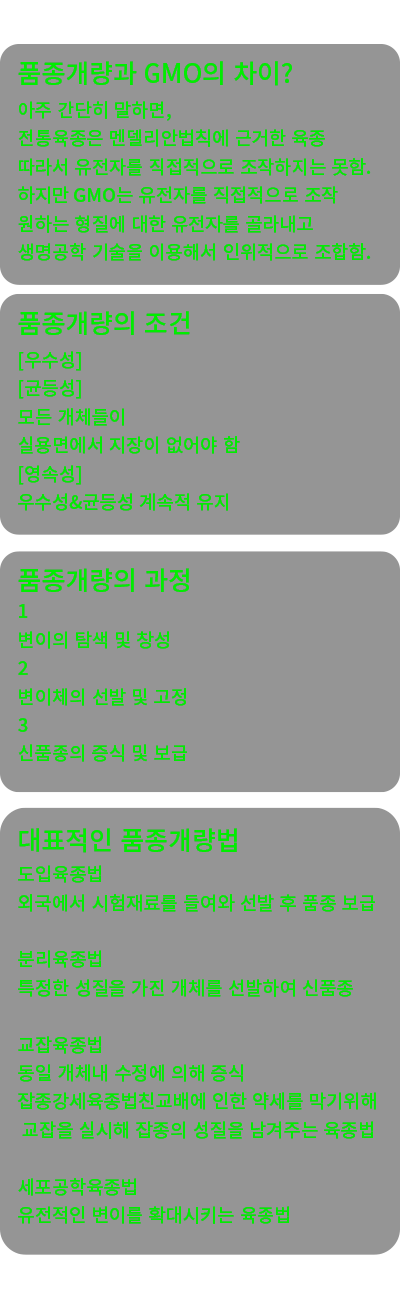 품종개량과 GMO의 차이?
아주 간단히 말하면,
전통육종은 멘델리안법칙에 근거한 육종
따라서 유전자를 직접적으로 조작하지는 못함.
하지만 GMO는 유전자를 직접적으로 조작
원하는 형질에 대한 유전자를 골라내고
생명공학 기술을 이용해서 인위적으로 조합함.
품종개량의 조건
[우수성]
[균등성]
모든 개체들이
실용면에서 지장이 없어야 함
[영속성]
우수성&균등성 계속적 유지
품종개량의 과정
1
변이의 탐색 및 창성
2
변이체의 선발 및 고정
3
신품종의 증식 및 보급
대표적인 품종개량법
도입육종법
외국에서 시험재료를 들여와 선발 후 품종 보급
분리육종법
특정한 성질을 가진 개체를 선발하여 신품종
교잡육종법
동일 개체내 수정에 의해 증식
잡종강세육종법친교배에 인한 약세를 막기위해
교잡을 실시해 잡종의 성질을 남겨주는 육종법
세포공학육종법
유전적인 변이를 확대시키는 육종법